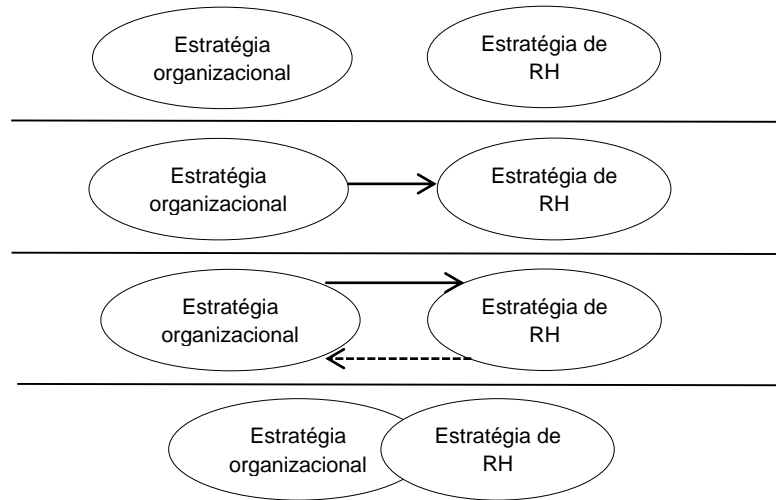 Estratégia
organizacional
Estratégia de
RH
Estratégia
organizacional
Estratégia de
RH
Estratégia
organizacional
Estratégia de
RH
Estratégia
organizacional
Estratégia de
RH